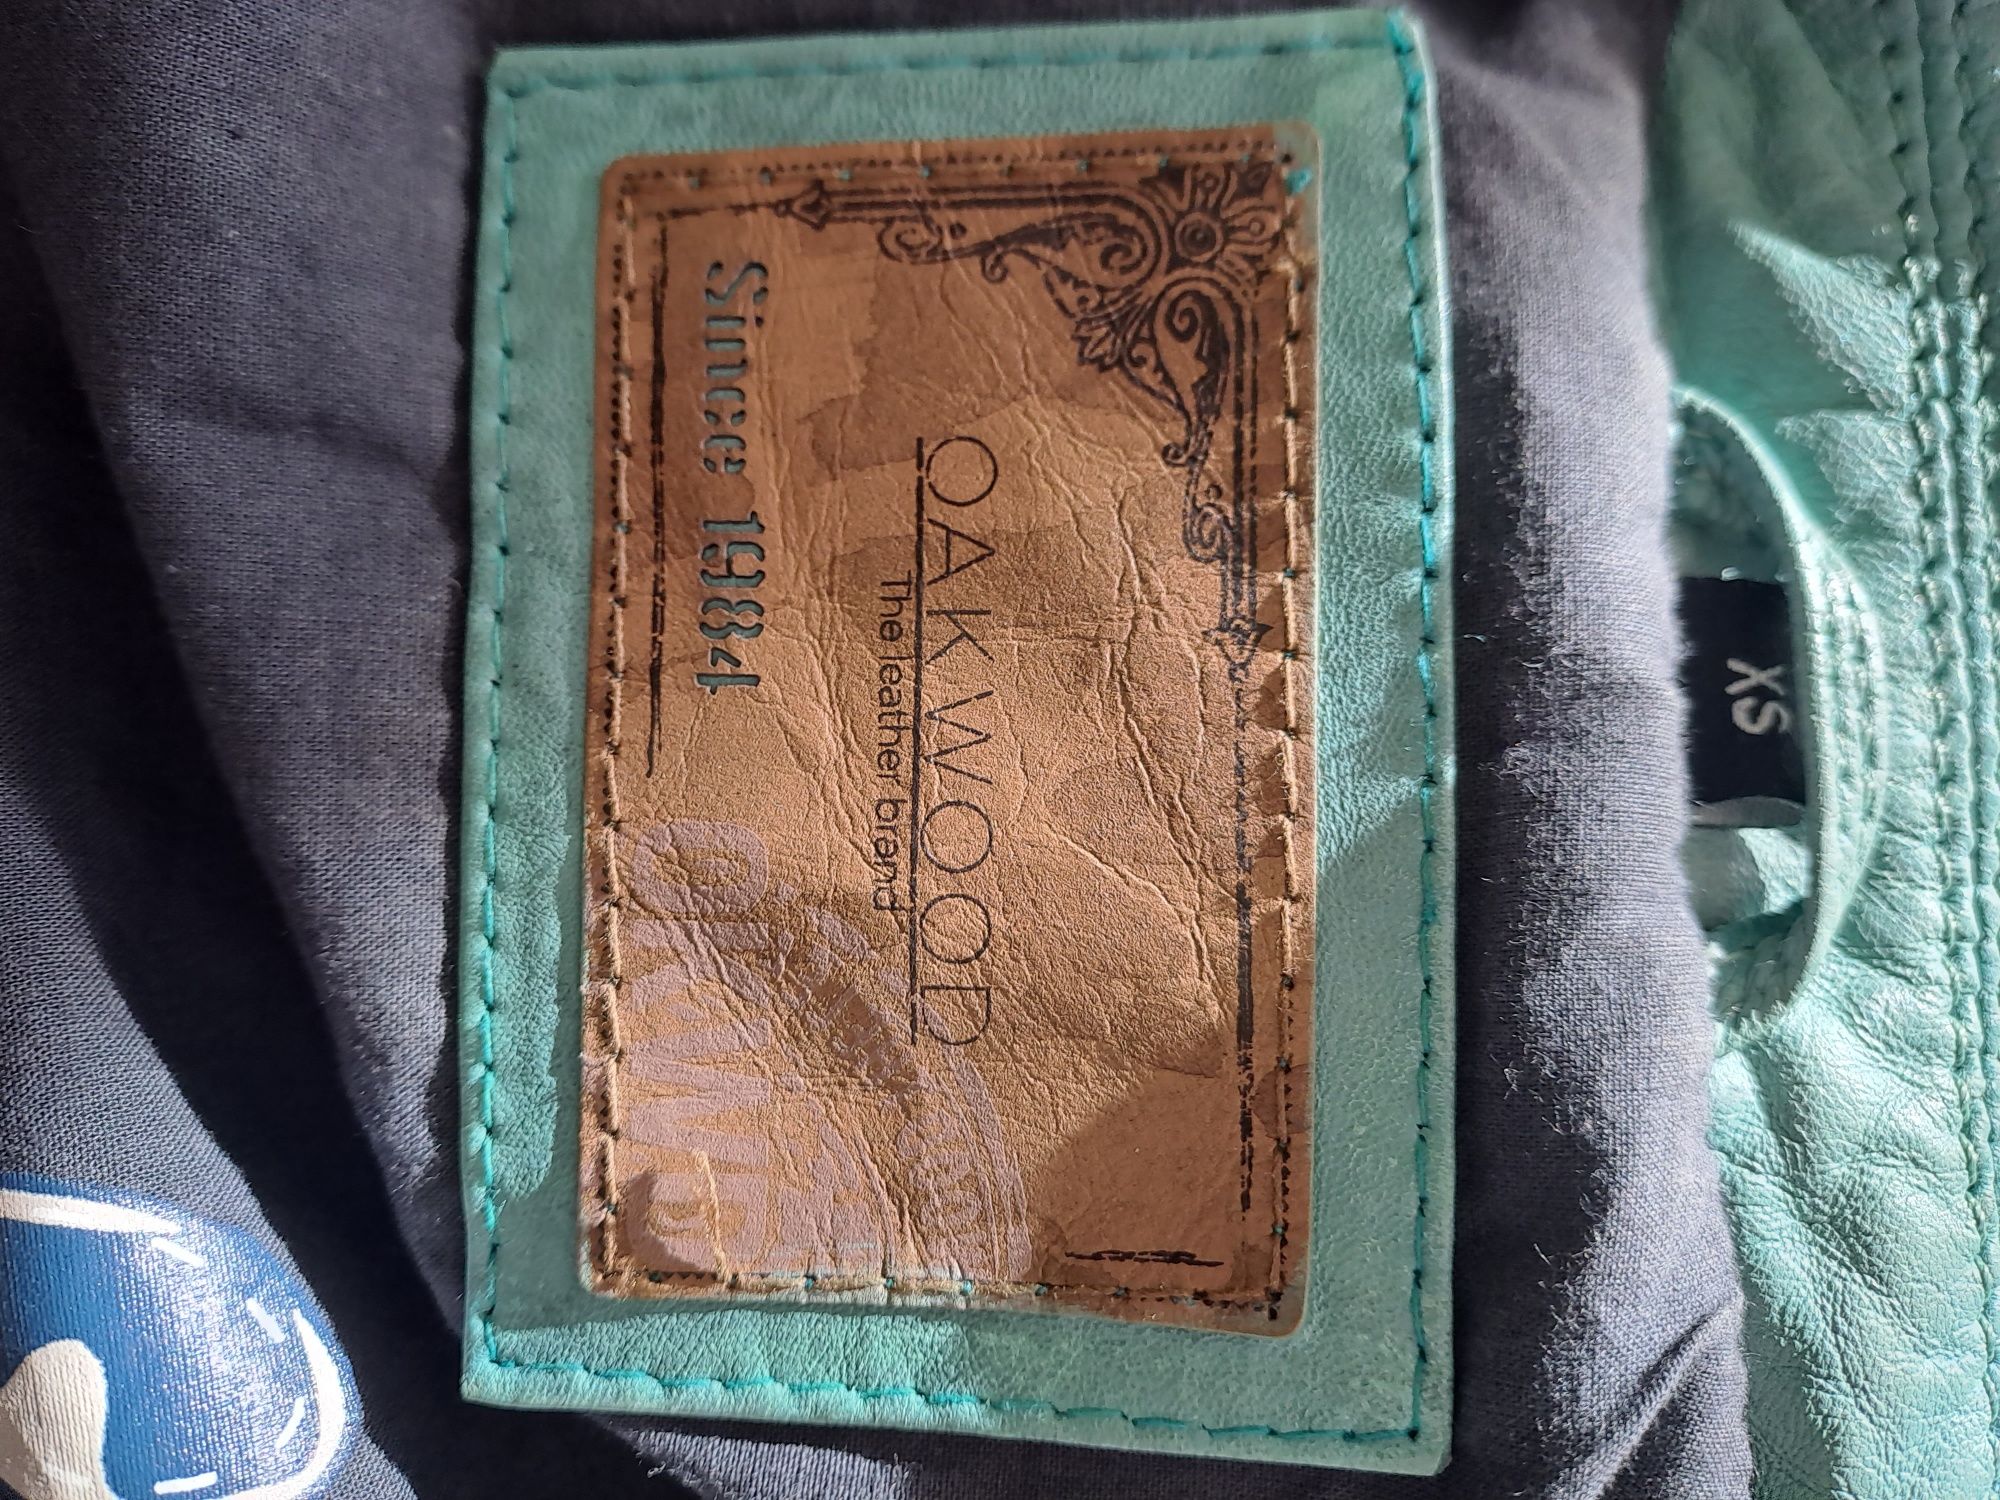 OAKWOOD
The leather brand
Since 1984
XS